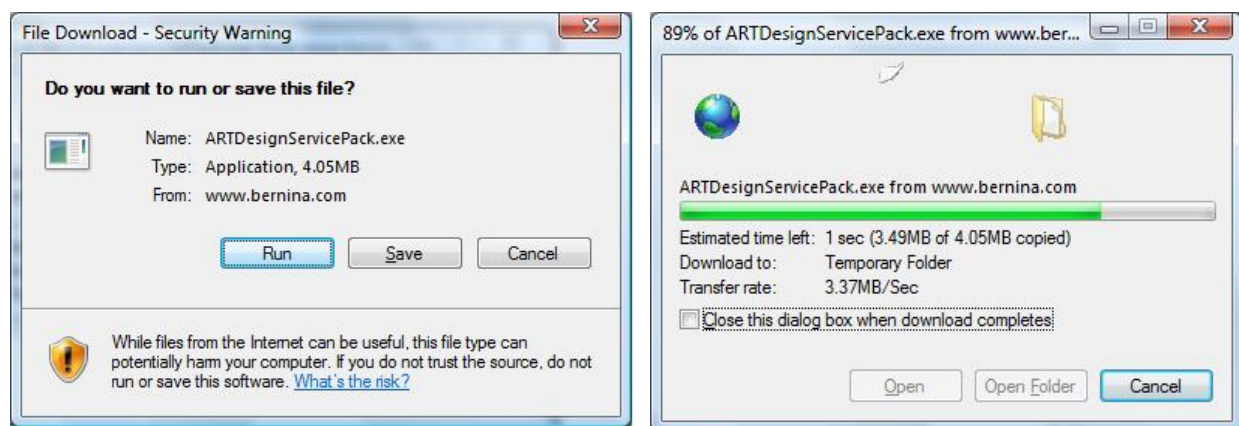 File Download - Security Warning
Do you want to run or save this file?
Name: ARTDesignServicePack.exe
Type: Application, 4.05MB
From: www.bernina.com
Run Save Cancel
While files from the Internet can be useful, this file type can
potentially harm your computer. If you do not trust the source, do not
run or save this software. What's the risk?
89% of ARTDesignServicePack.exe from www.ber...
ARTDesignServicePack.exe from www.bernina.com
Estimated time left: 1 sec (3.49MB of 4.05MB copied)
Download to: Temporary Folder
Transfer rate: 3.37MB/Sec
Close this dialog box when download completes
Open Open Folder Cancel